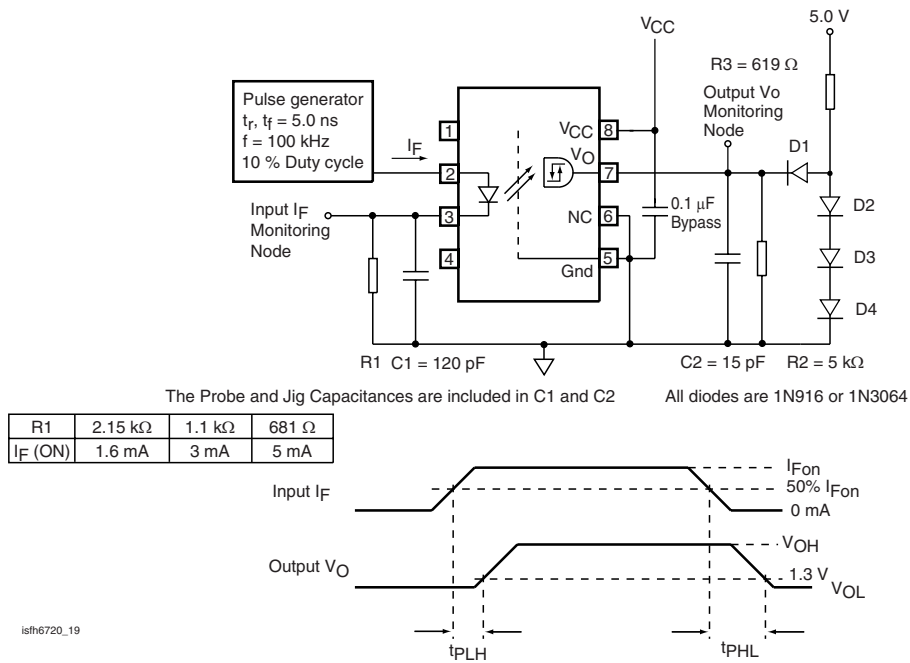 VCC
5.0 V
R3 = 619 Ω
Pulse generator
tr, tf = 5.0 ns
f = 100 kHz
10 % Duty cycle
IF
Output Vo
Monitoring
Node
D1
1
2
3
4
VCC
8
VO
7
NC
6
Gnd
5
0.1 µF
Bypass
D2
D3
D4
Input IF
Monitoring
Node
R1
C1 = 120 pF
C2 = 15 pF
R2 = 5 kΩ
The Probe and Jig Capacitances are included in C1 and C2
All diodes are 1N916 or 1N3064
R1 2.15 kΩ 1.1 kΩ 681 Ω
IF (ON) 1.6 mA 3 mA 5 mA
Input IF
IFon
50% IFon
0 mA
Output VO
VOH
1.3 V
VOL
tPLH
tPHL
isfh6720_19